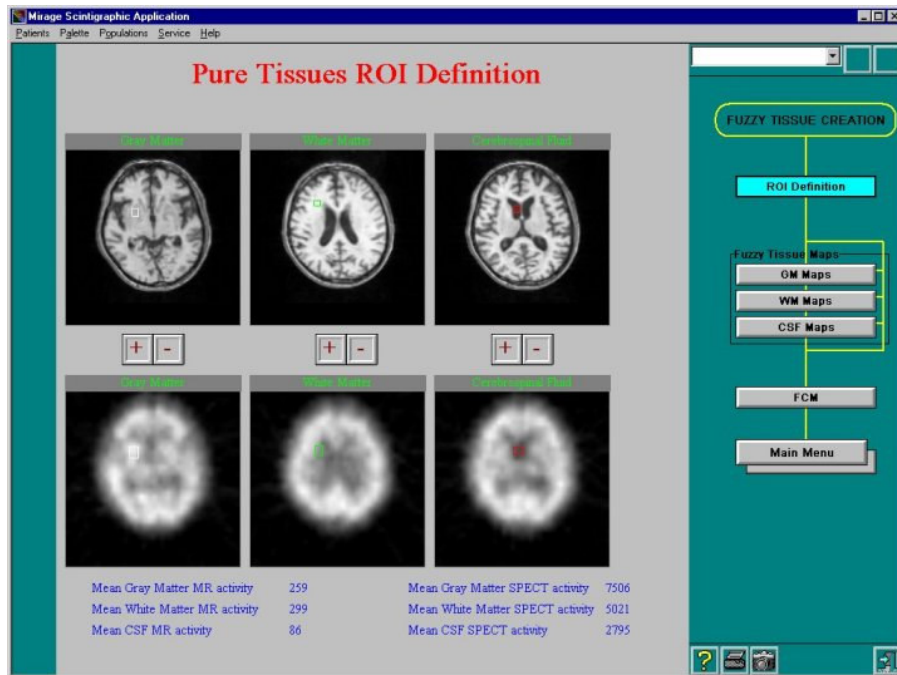 Mirage Scintigraphic Application
Patients Palette Populations Service Help
Pure Tissues ROI Definition
Gray Matter White Matter Cerebrospinal Fluid
+ - + - + -
Gray Matter White Matter Cerebrospinal Fluid
Mean Gray Matter MR activity 259 Mean Gray Matter SPECT activity 7506
Mean White Matter MR activity 299 Mean White Matter SPECT activity 5021
Mean CSF MR activity 86 Mean CSF SPECT activity 2795
FUZZY TISSUE CREATION
ROI Definition
Fuzzy Tissue Maps
GM Maps
WM Maps
CSF Maps
FCM
Main Menu
?